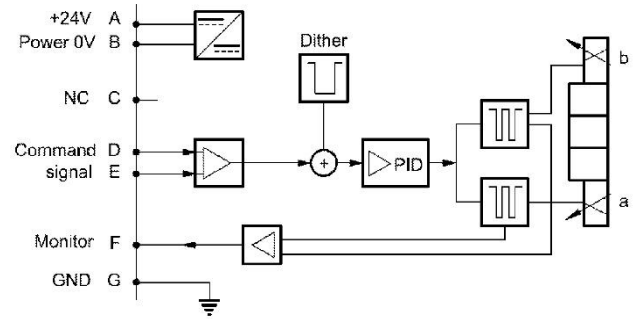 +24V A
Power 0V B
Dither
b
NC C
Command D
signal E
+
PID
a
Monitor F
GND G